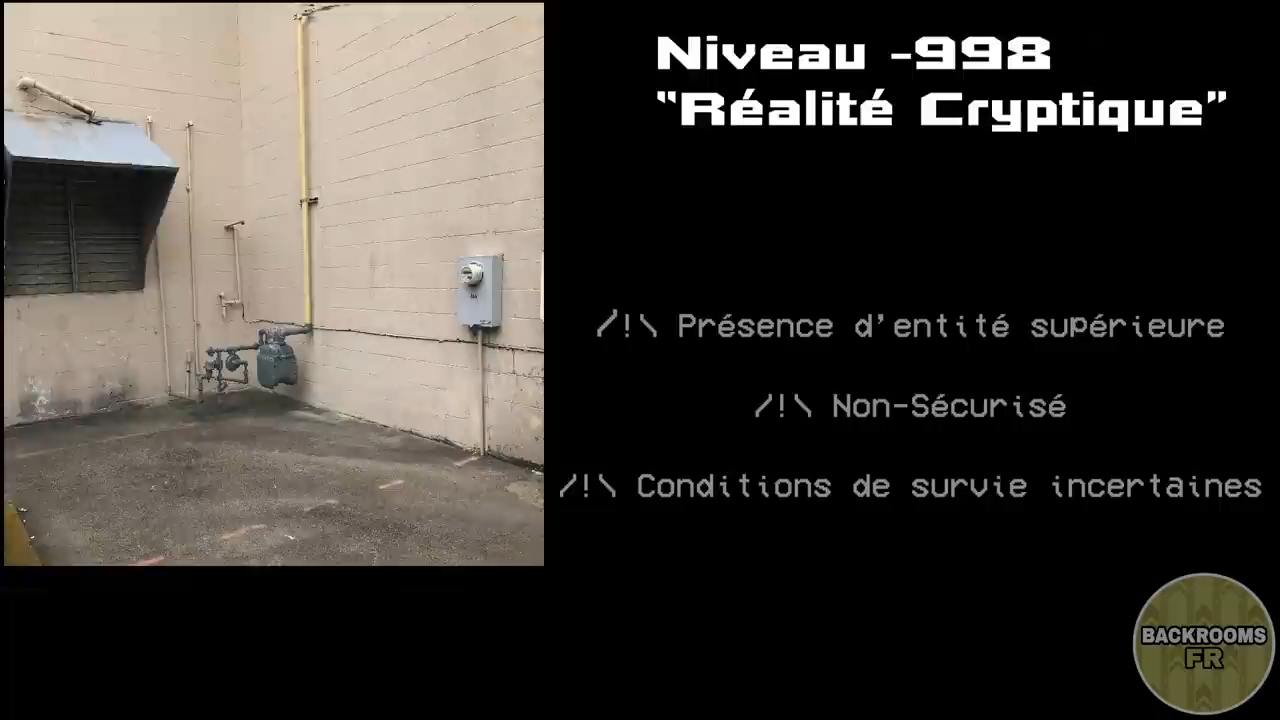 Niveau -998
"Réalité Cryptique"
/!\ Présence d'entité supérieure
/!\ Non-Sécurisé
/!\ Conditions de survie incertaines
BACKROOMS
FR